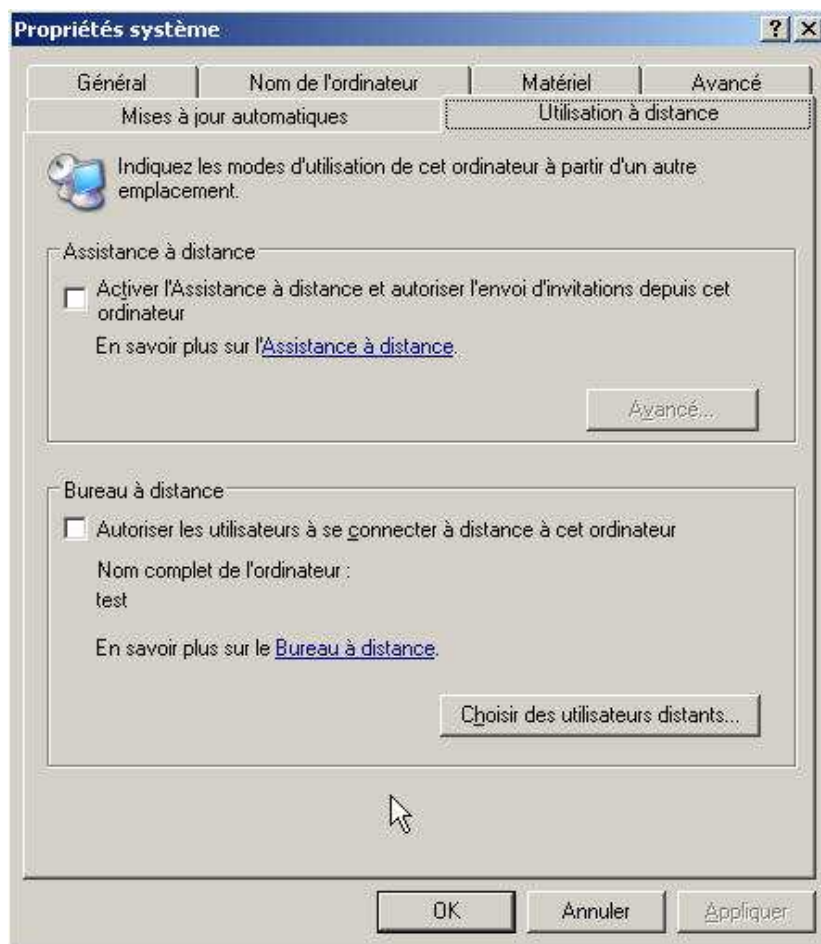 Propriétés système
Général
Nom de l'ordinateur
Matériel
Avancé
Mises à jour automatiques
Utilisation à distance
Indiquez les modes d'utilisation de cet ordinateur à partir d'un autre
emplacement.
Assistance à distance
Activer l'Assistance à distance et autoriser l'envoi d'invitations depuis cet
ordinateur
En savoir plus sur l'Assistance à distance.
Avancé...
Bureau à distance
Autoriser les utilisateurs à se connecter à distance à cet ordinateur
Nom complet de l'ordinateur :
test
En savoir plus sur le Bureau à distance.
Choisir des utilisateurs distants...
OK
Annuler
Appliquer